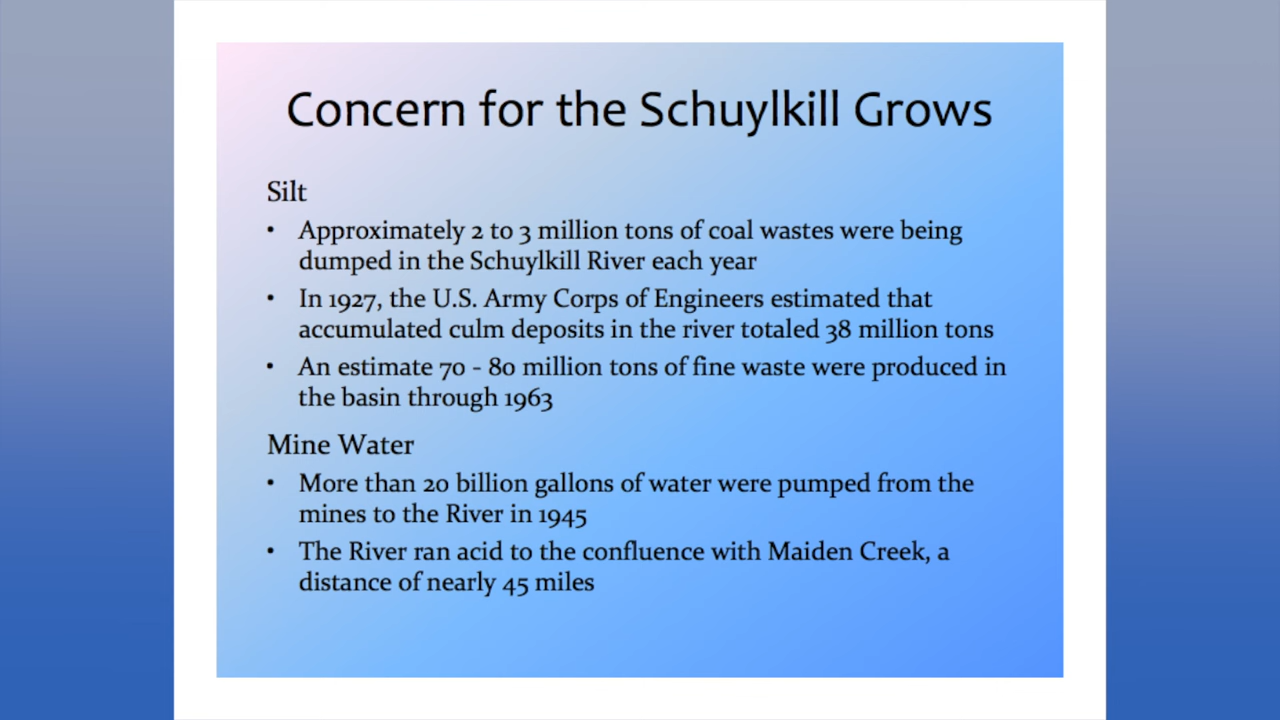 Concern for the Schuylkill Grows
Silt
• Approximately 2 to 3 million tons of coal wastes were being
dumped in the Schuylkill River each year
• In 1927, the U.S. Army Corps of Engineers estimated that
accumulated culm deposits in the river totaled 38 million tons
• An estimate 70 - 80 million tons of fine waste were produced in
the basin through 1963
Mine Water
• More than 20 billion gallons of water were pumped from the
mines to the River in 1945
• The River ran acid to the confluence with Maiden Creek, a
distance of nearly 45 miles